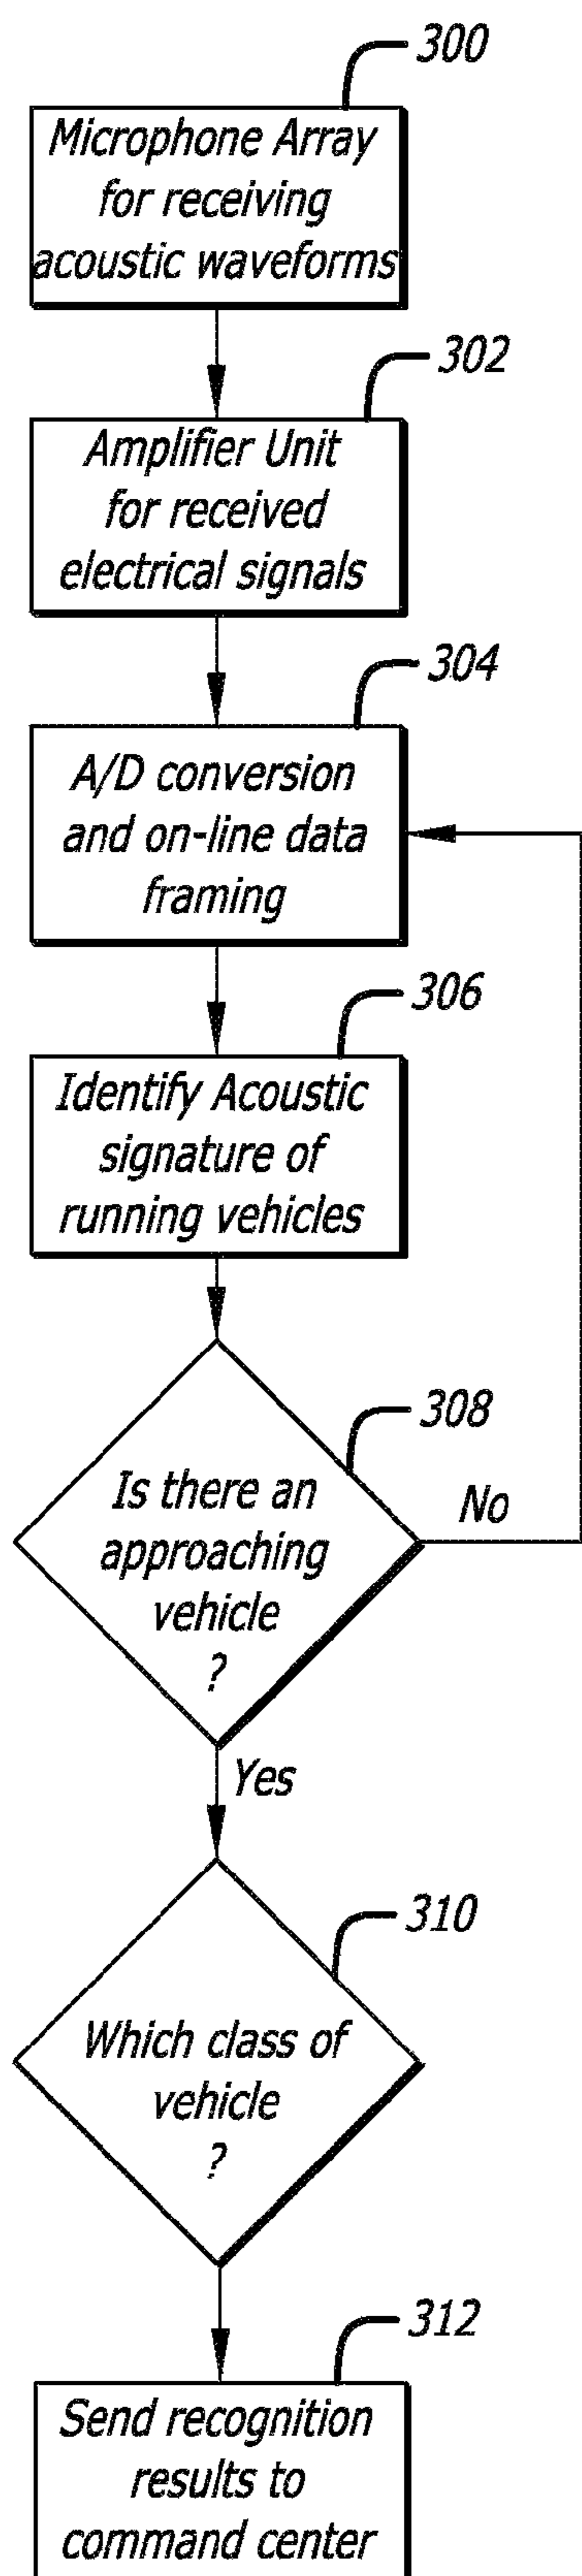 300
Microphone Array
for receiving
acoustic waveforms
302
Amplifier Unit
for received
electrical signals
304
A/D conversion
and on-line data
framing
306
Identify Acoustic
signature of
running vehicles
308
Is there an
approaching
vehicle
?
No
Yes
310
Which class of
vehicle
?
312
Send recognition
results to
command center